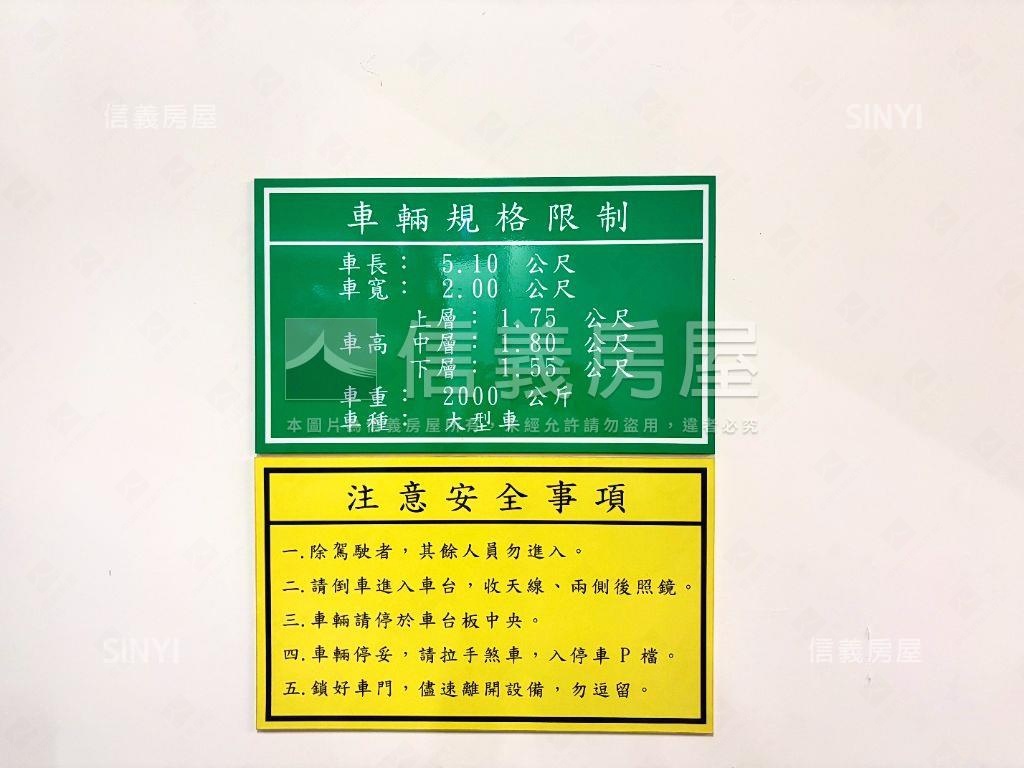 信義房屋
SINYI
車輛規格限制
車長： 5.10 公尺
車寬： 2.00 公尺
上層：1.75 公尺
車高 中層：1.80 公尺
下層：1.55 公尺
信義房屋
車重： 2000 公斤
車種： 大型車
本圖片為信義房屋所有，未經允許請勿盜用，違者必究
注意安全事項
一.除駕駛者，其餘人員勿進入。
二.請倒車進入車台，收天線、兩側後照鏡。
三.車輛請停於車台板中央。
四.車輛停妥，請拉手煞車，入停車P檔。
五.鎖好車門，儘速離開設備，勿逗留。
SINYI
信義房屋